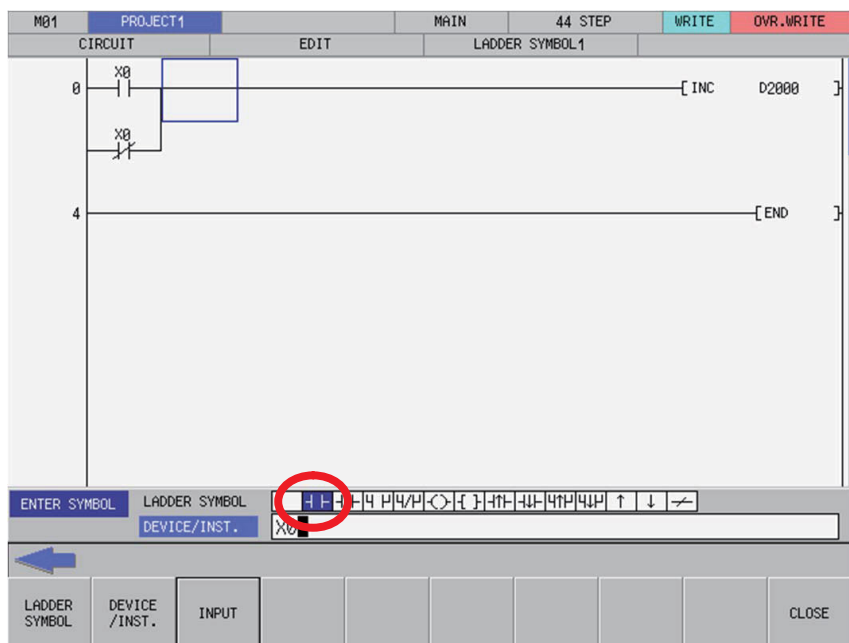 M01 PROJECT1 MAIN 44 STEP WRITE OVR.WRITE
CIRCUIT EDIT LADDER SYMBOL1
X0
0 INC D2000
X0
4 END
ENTER SYMBOL LADDER SYMBOL
DEVICE/INST. X0
LADDER SYMBOL DEVICE /INST. INPUT CLOSE